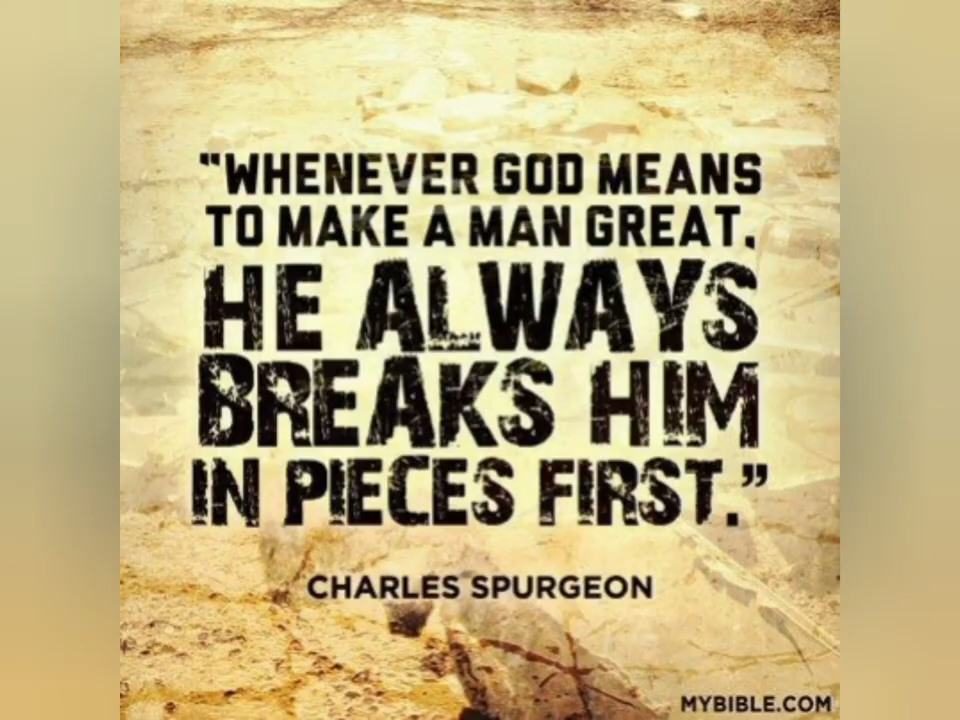 “WHENEVER GOD MEANS
TO MAKE A MAN GREAT,
HE ALWAYS
BREAKS HIM
IN PIECES FIRST.”
CHARLES SPURGEON
MYBIBLE.COM